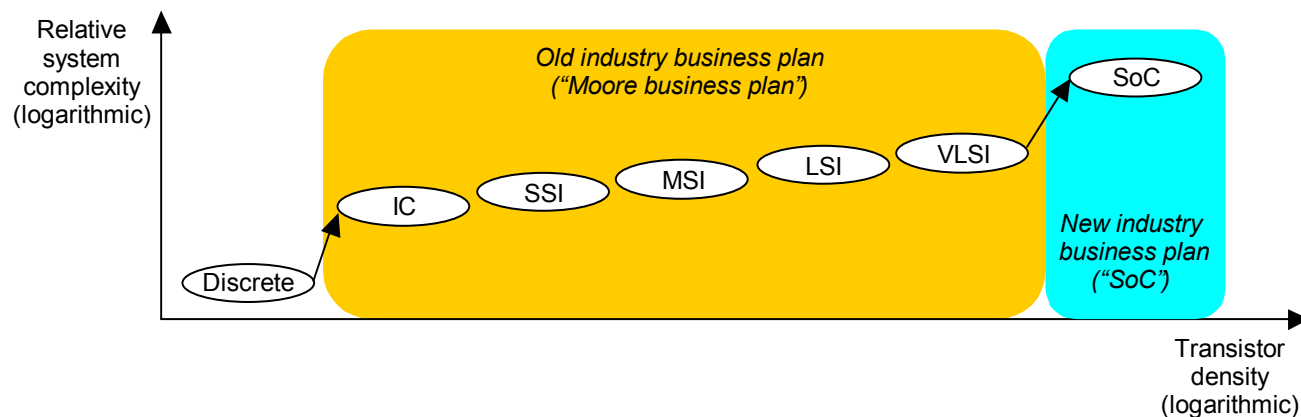 Relative
system
complexity
(logarithmic)
Old industry business plan
(“Moore business plan”)
SoC
VLSI
LSI
MSI
SSI
IC
Discrete
New industry
business plan
(“SoC”)
Transistor
density
(logarithmic)